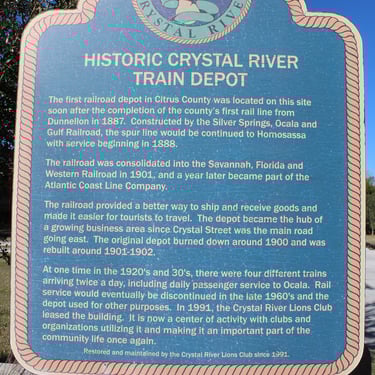 CRYSTAL RIVER
HISTORIC CRYSTAL RIVER
TRAIN DEPOT
The first railroad depot in Citrus County was located on this site
soon after the completion of the county's first rail line from
Dunnellon in 1887. Constructed by the Silver Springs, Ocala and
Gulf Railroad, the spur line would be continued to Homosassa
with service beginning in 1888.
The railroad was consolidated into the Savannah, Florida and
Western Railroad in 1901, and a year later became part of the
Atlantic Coast Line Company.
The railroad provided a better way to ship and receive goods and
made it easier for tourists to travel. The depot became the hub of
a growing business area since Crystal Street was the main road
going east. The original depot burned down around 1900 and was
rebuilt around 1901-1902.
At one time in the 1920's and 30's, there were four different trains
arriving twice a day, including daily passenger service to Ocala. Rail
service would eventually be discontinued in the late 1960's and the
depot used for other purposes. In 1991, the Crystal River Lions Club
leased the building. It is now a center of activity with clubs and
organizations utilizing it and making it an important part of the
community life once again.
Restored and maintained by the Crystal River Lions Club since 1991.